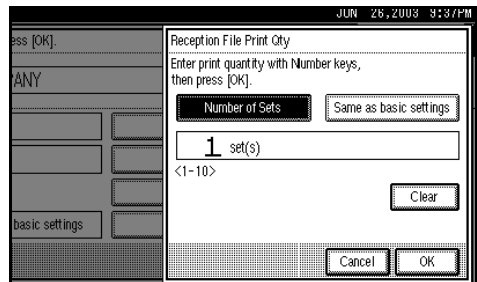 JUN 26,2003 9:37PM
ess [OK].
ANY
basic settings
Reception File Print Qty
Enter print quantity with Number keys,
then press [OK].
Number of Sets Same as basic settings
1 set(s)
<1-10>
Clear
Cancel OK